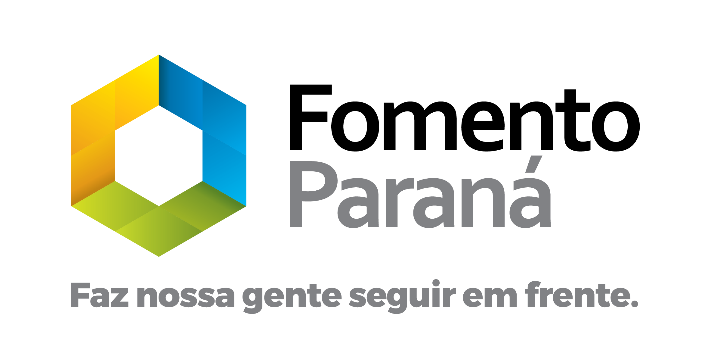 Fomento
Paraná
Faz nossa gente seguir em frente.